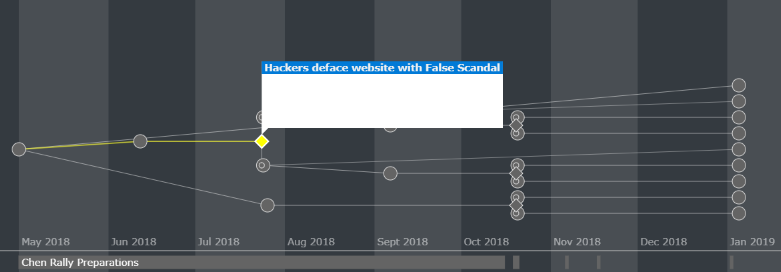 Hackers deface website with False Scandal
May 2018
Jun 2018
Jul 2018
Aug 2018
Sept 2018
Oct 2018
Nov 2018
Dec 2018
Jan 2019
Chen Rally Preparations